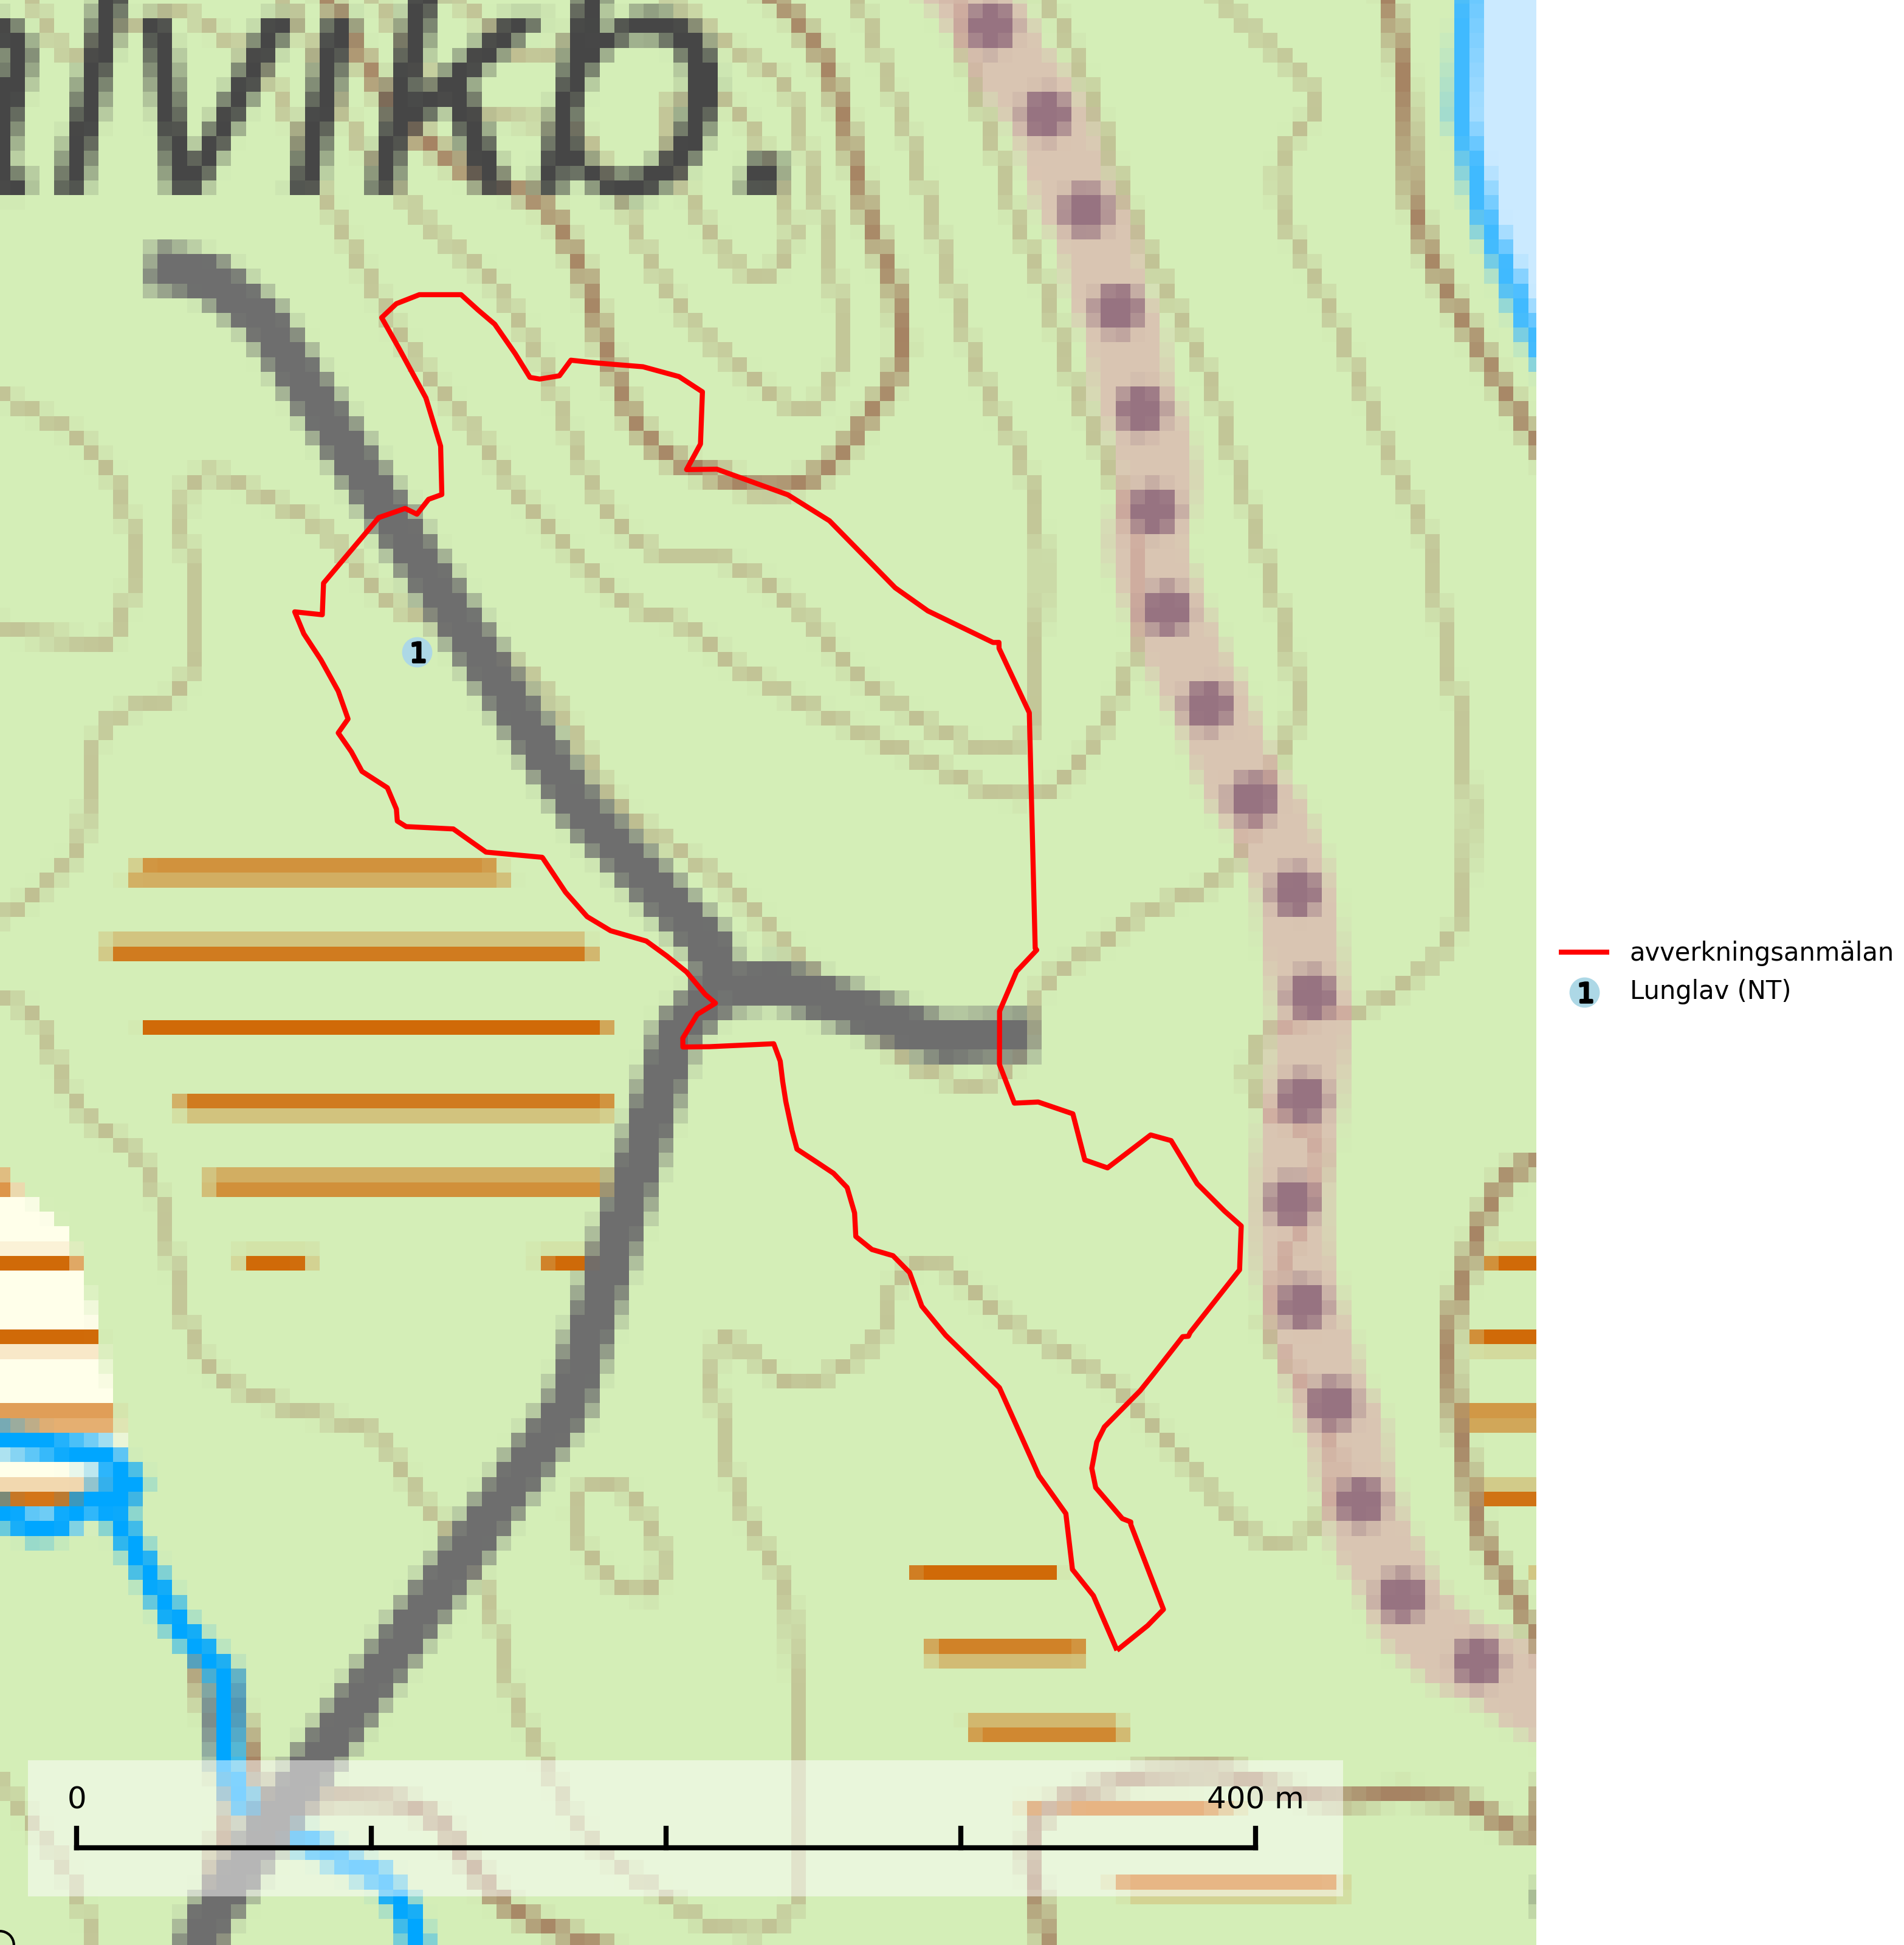 1
avverkningsanmälan
1 Lunglav (NT)
0 400 m